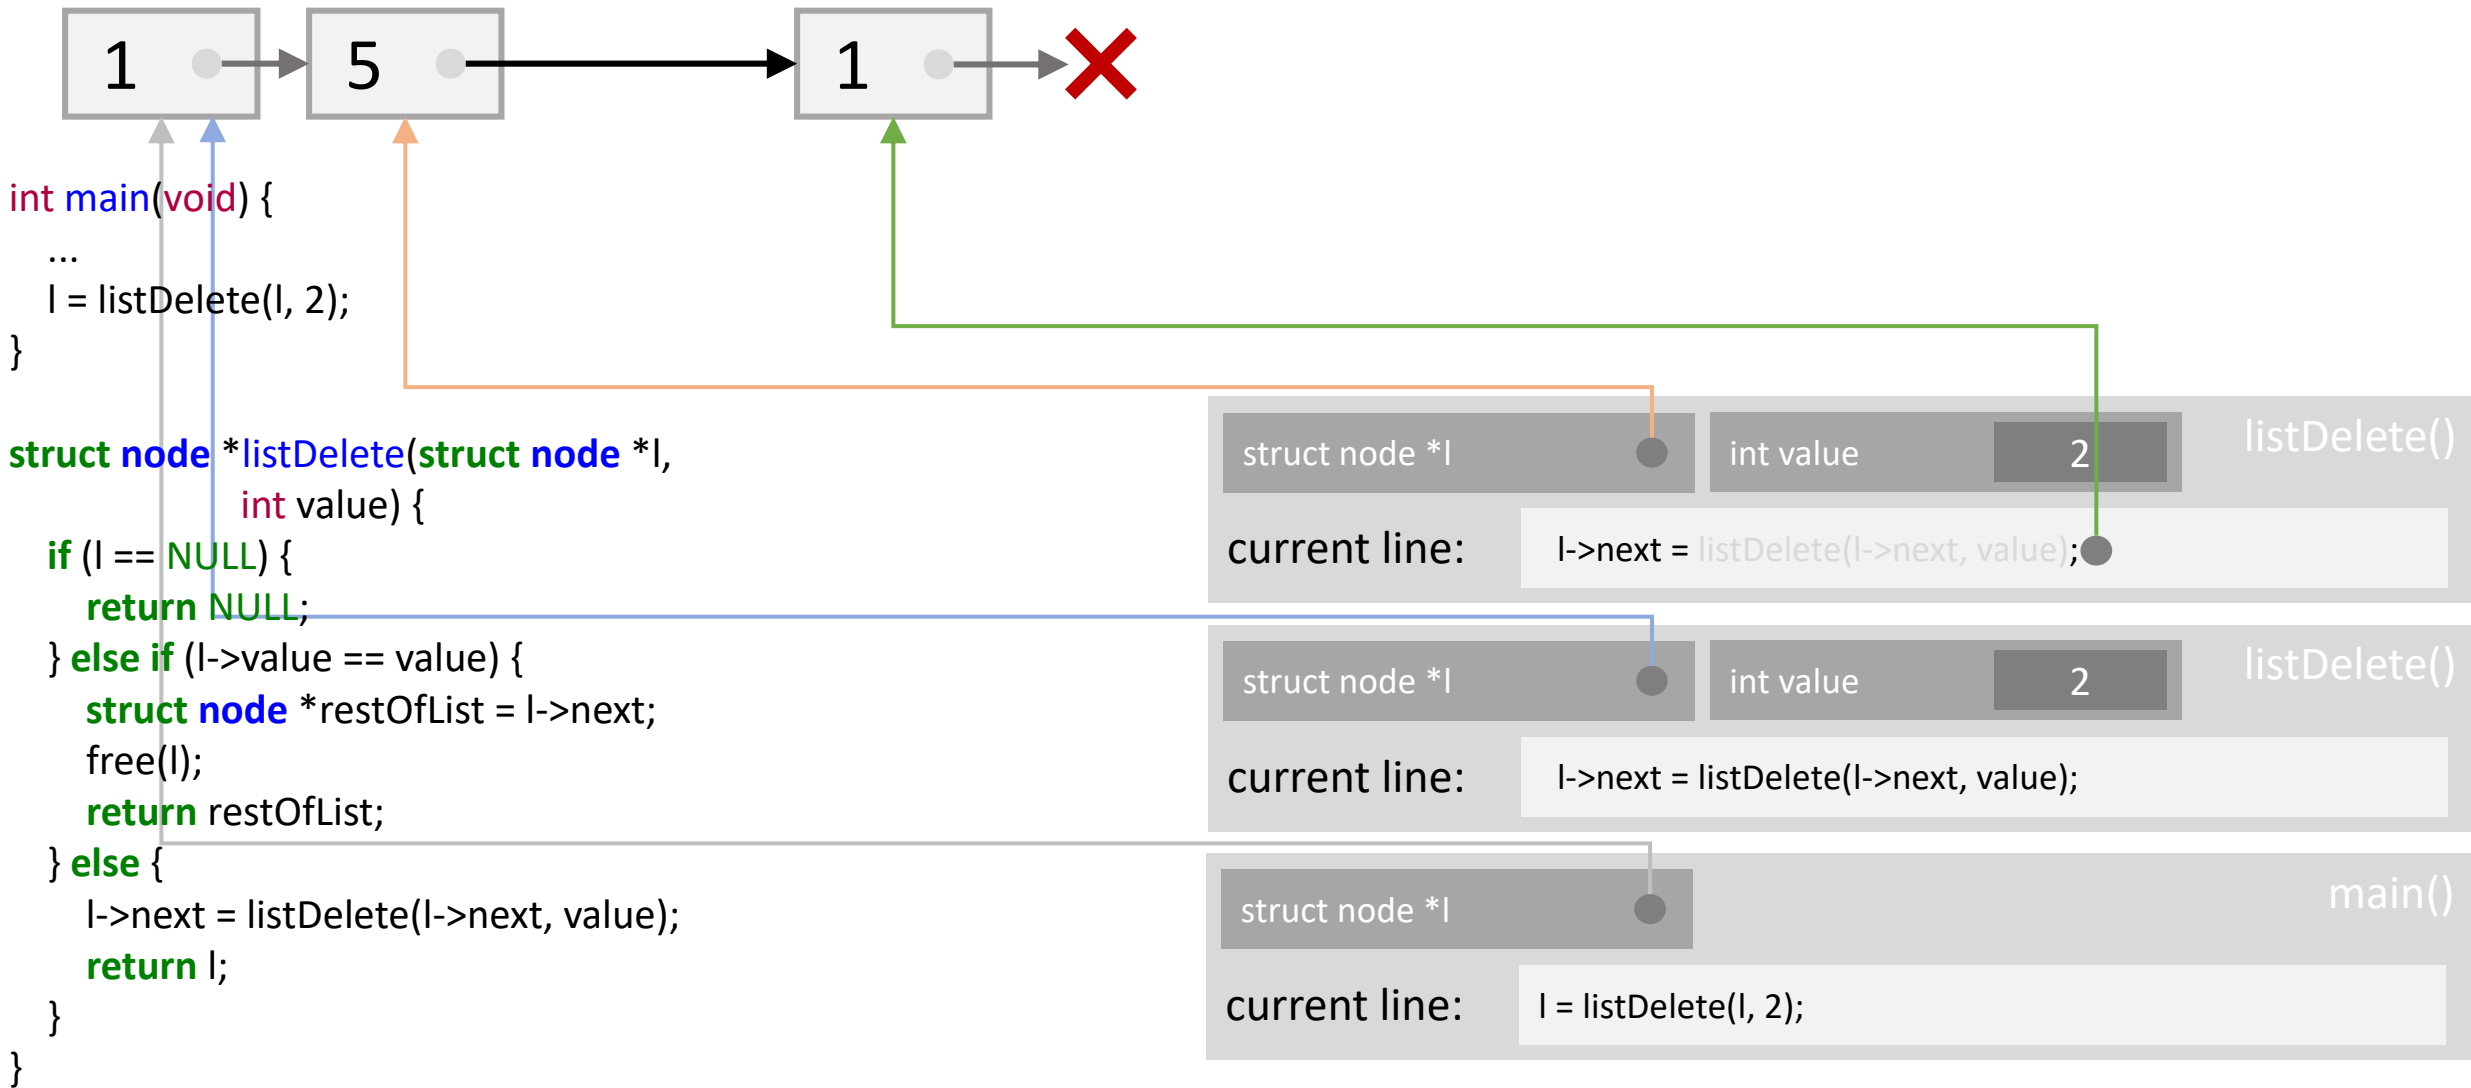 1 5 1
int main(void) {
...
l = listDelete(l, 2);
}
struct node *listDelete(struct node *l,
int value) {
if (l == NULL) {
return NULL;
} else if (l->value == value) {
struct node *restOfList = l->next;
free(l);
return restOfList;
} else {
l->next = listDelete(l->next, value);
return l;
}
}
struct node *l int value 2 listDelete()
current line: l->next = listDelete(l->next, value);
struct node *l int value 2 listDelete()
current line: l->next = listDelete(l->next, value);
struct node *l main()
current line: l = listDelete(l, 2);